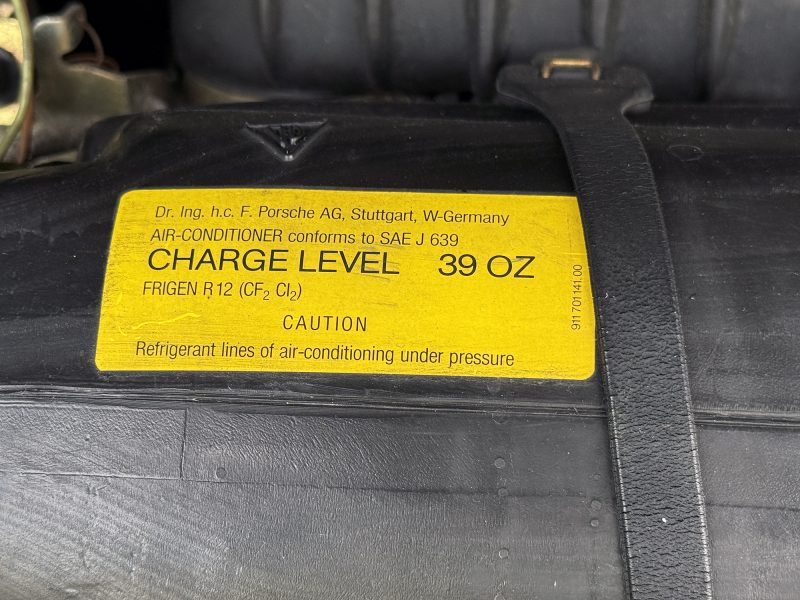 Dr. Ing. h.c. F. Porsche AG, Stuttgart, W-Germany
AIR-CONDITIONER conforms to SAE J 639
CHARGE LEVEL 39 OZ
FRIGEN R 12 (CF₂ Cl₂)
CAUTION
Refrigerant lines of air-conditioning under pressure
911 701 141 00